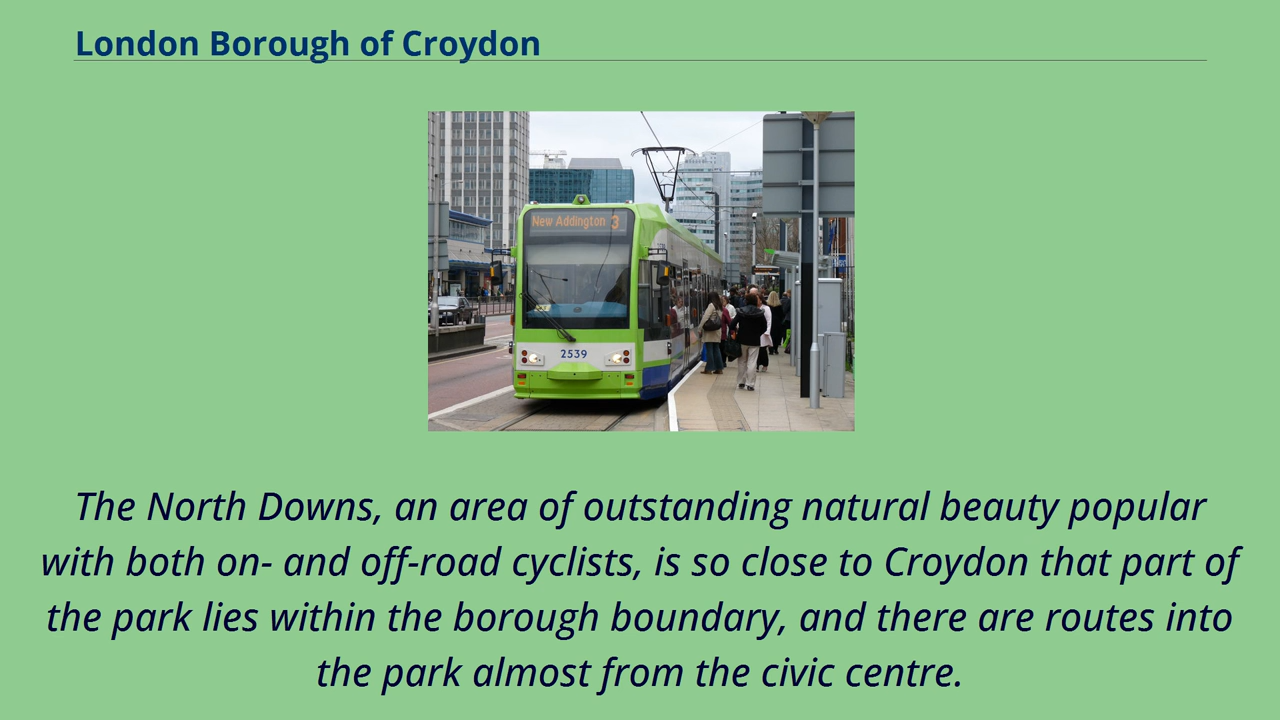 London Borough of Croydon
New Addington 3
2539
The North Downs, an area of outstanding natural beauty popular
with both on- and off-road cyclists, is so close to Croydon that part of
the park lies within the borough boundary, and there are routes into
the park almost from the civic centre.